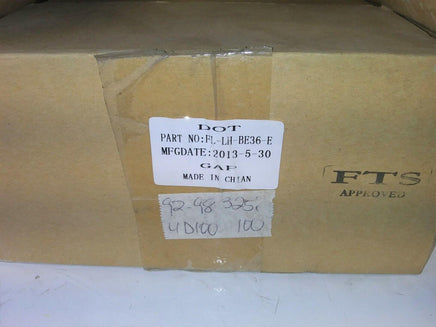 DOT
PART NO:FL-LH-BE36-E
MFGDATE:2013-5-30
GAP
MADE IN CHIAN
FTS
APPROVED
92-98 325i
4D100 100